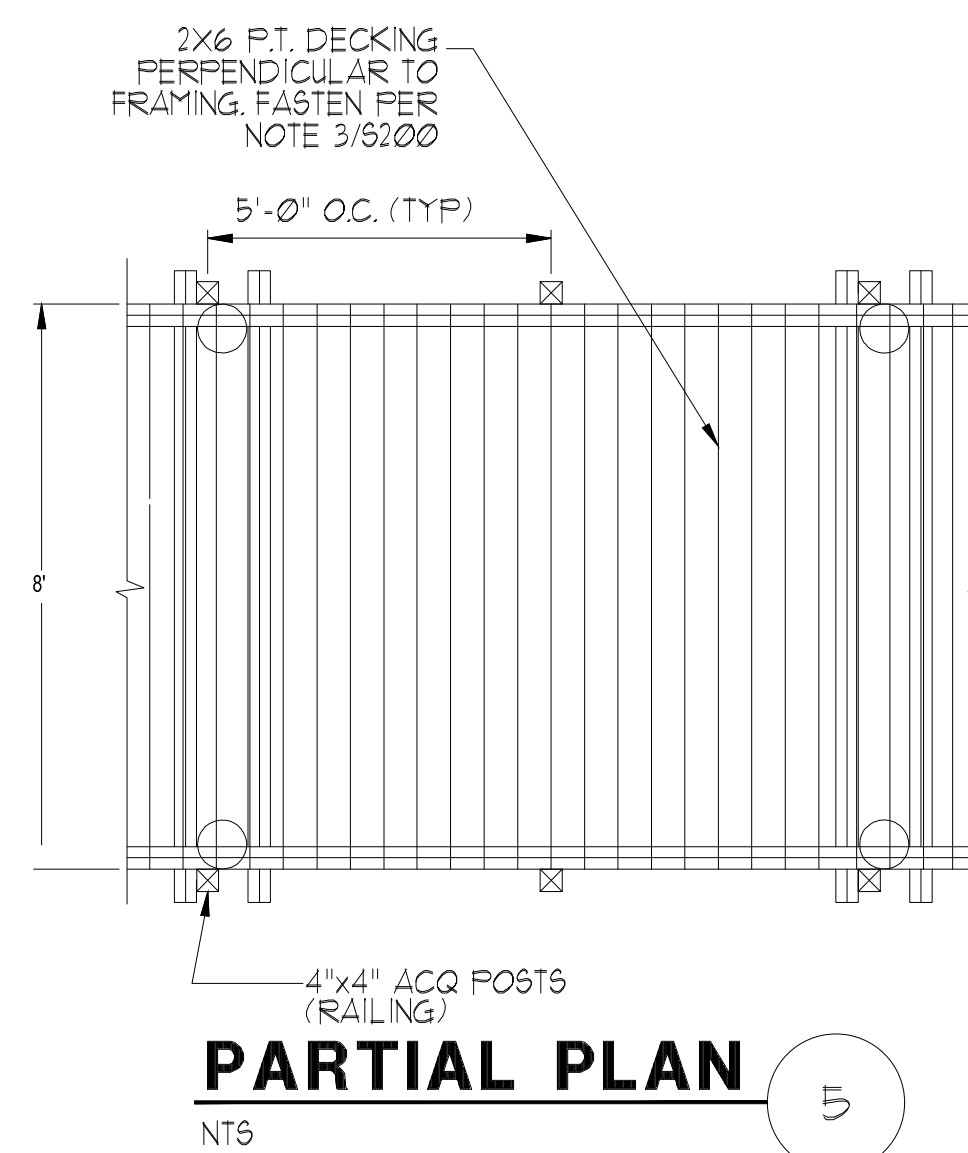 2X6 P.T. DECKING
PERPENDICULAR TO
FRAMING. FASTEN PER
NOTE 3/S200
5'-0" O.C. (TYP)
8'
4"x4" ACQ POSTS
(RAILING)
PARTIAL PLAN
5
NTS